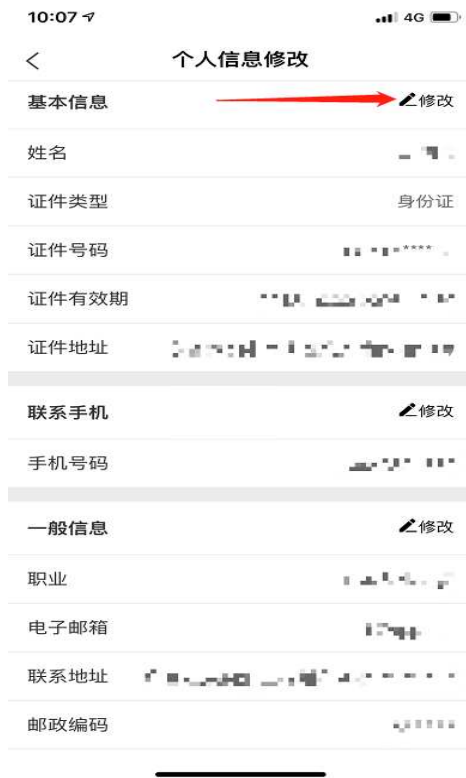 10:07
4G
个人信息修改
基本信息 修改
姓名
证件类型 身份证
证件号码 ****
证件有效期
证件地址
联系手机 修改
手机号码
一般信息 修改
职业
电子邮箱
联系地址
邮政编码